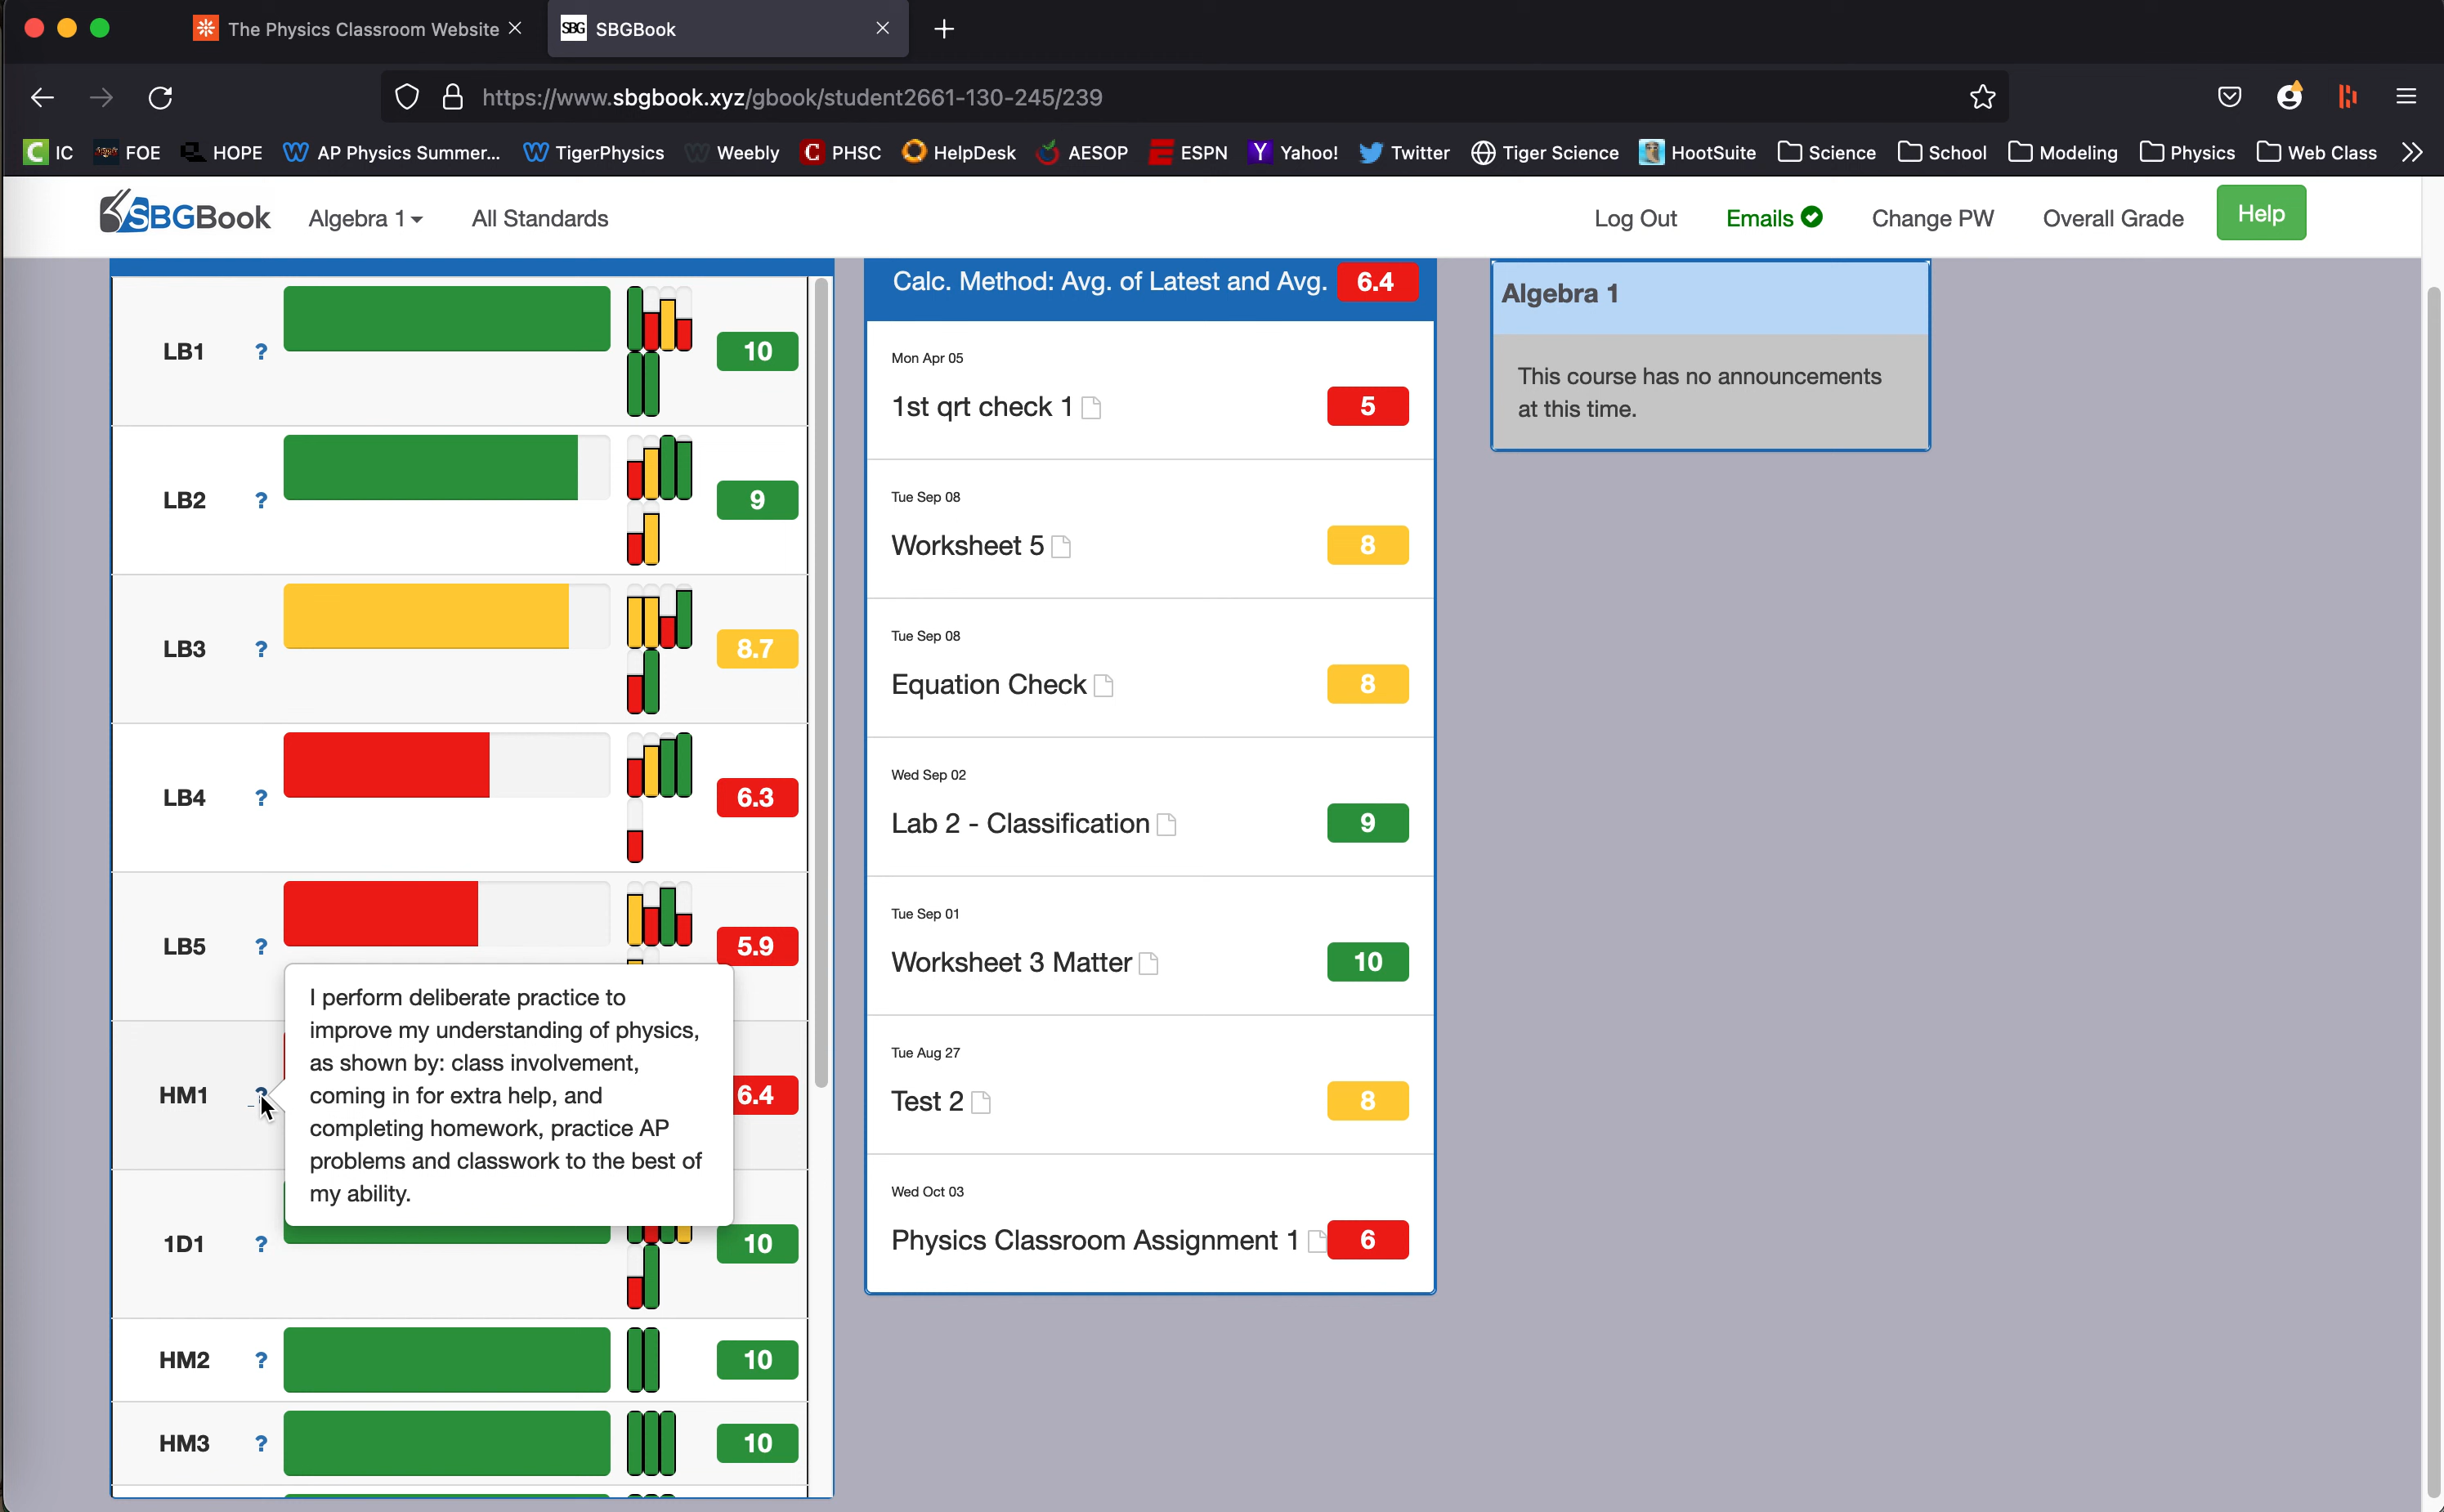 The Physics Classroom Website
SBG SBGBook
https://www.sbgbook.xyz/gbook/student2661-130-245/239
IC FOE HOPE AP Physics Summer... TigerPhysics Weebly PHSC HelpDesk AESOP ESPN Yahoo! Twitter Tiger Science HootSuite Science School Modeling Physics Web Class
SBGBook Algebra 1 All Standards Log Out Emails Change PW Overall Grade Help
LB1 ? 10
LB2 ? 9
LB3 ? 8.7
LB4 ? 6.3
LB5 ? 5.9
HM1 ? 6.4
I perform deliberate practice to
improve my understanding of physics,
as shown by: class involvement,
coming in for extra help, and
completing homework, practice AP
problems and classwork to the best of
my ability.
1D1 ? 10
HM2 ? 10
HM3 ? 10
Calc. Method: Avg. of Latest and Avg. 6.4
Mon Apr 05
1st qrt check 1 5
Tue Sep 08
Worksheet 5 8
Tue Sep 08
Equation Check 8
Wed Sep 02
Lab 2 - Classification 9
Tue Sep 01
Worksheet 3 Matter 10
Tue Aug 27
Test 2 8
Wed Oct 03
Physics Classroom Assignment 1 6
Algebra 1
This course has no announcements
at this time.